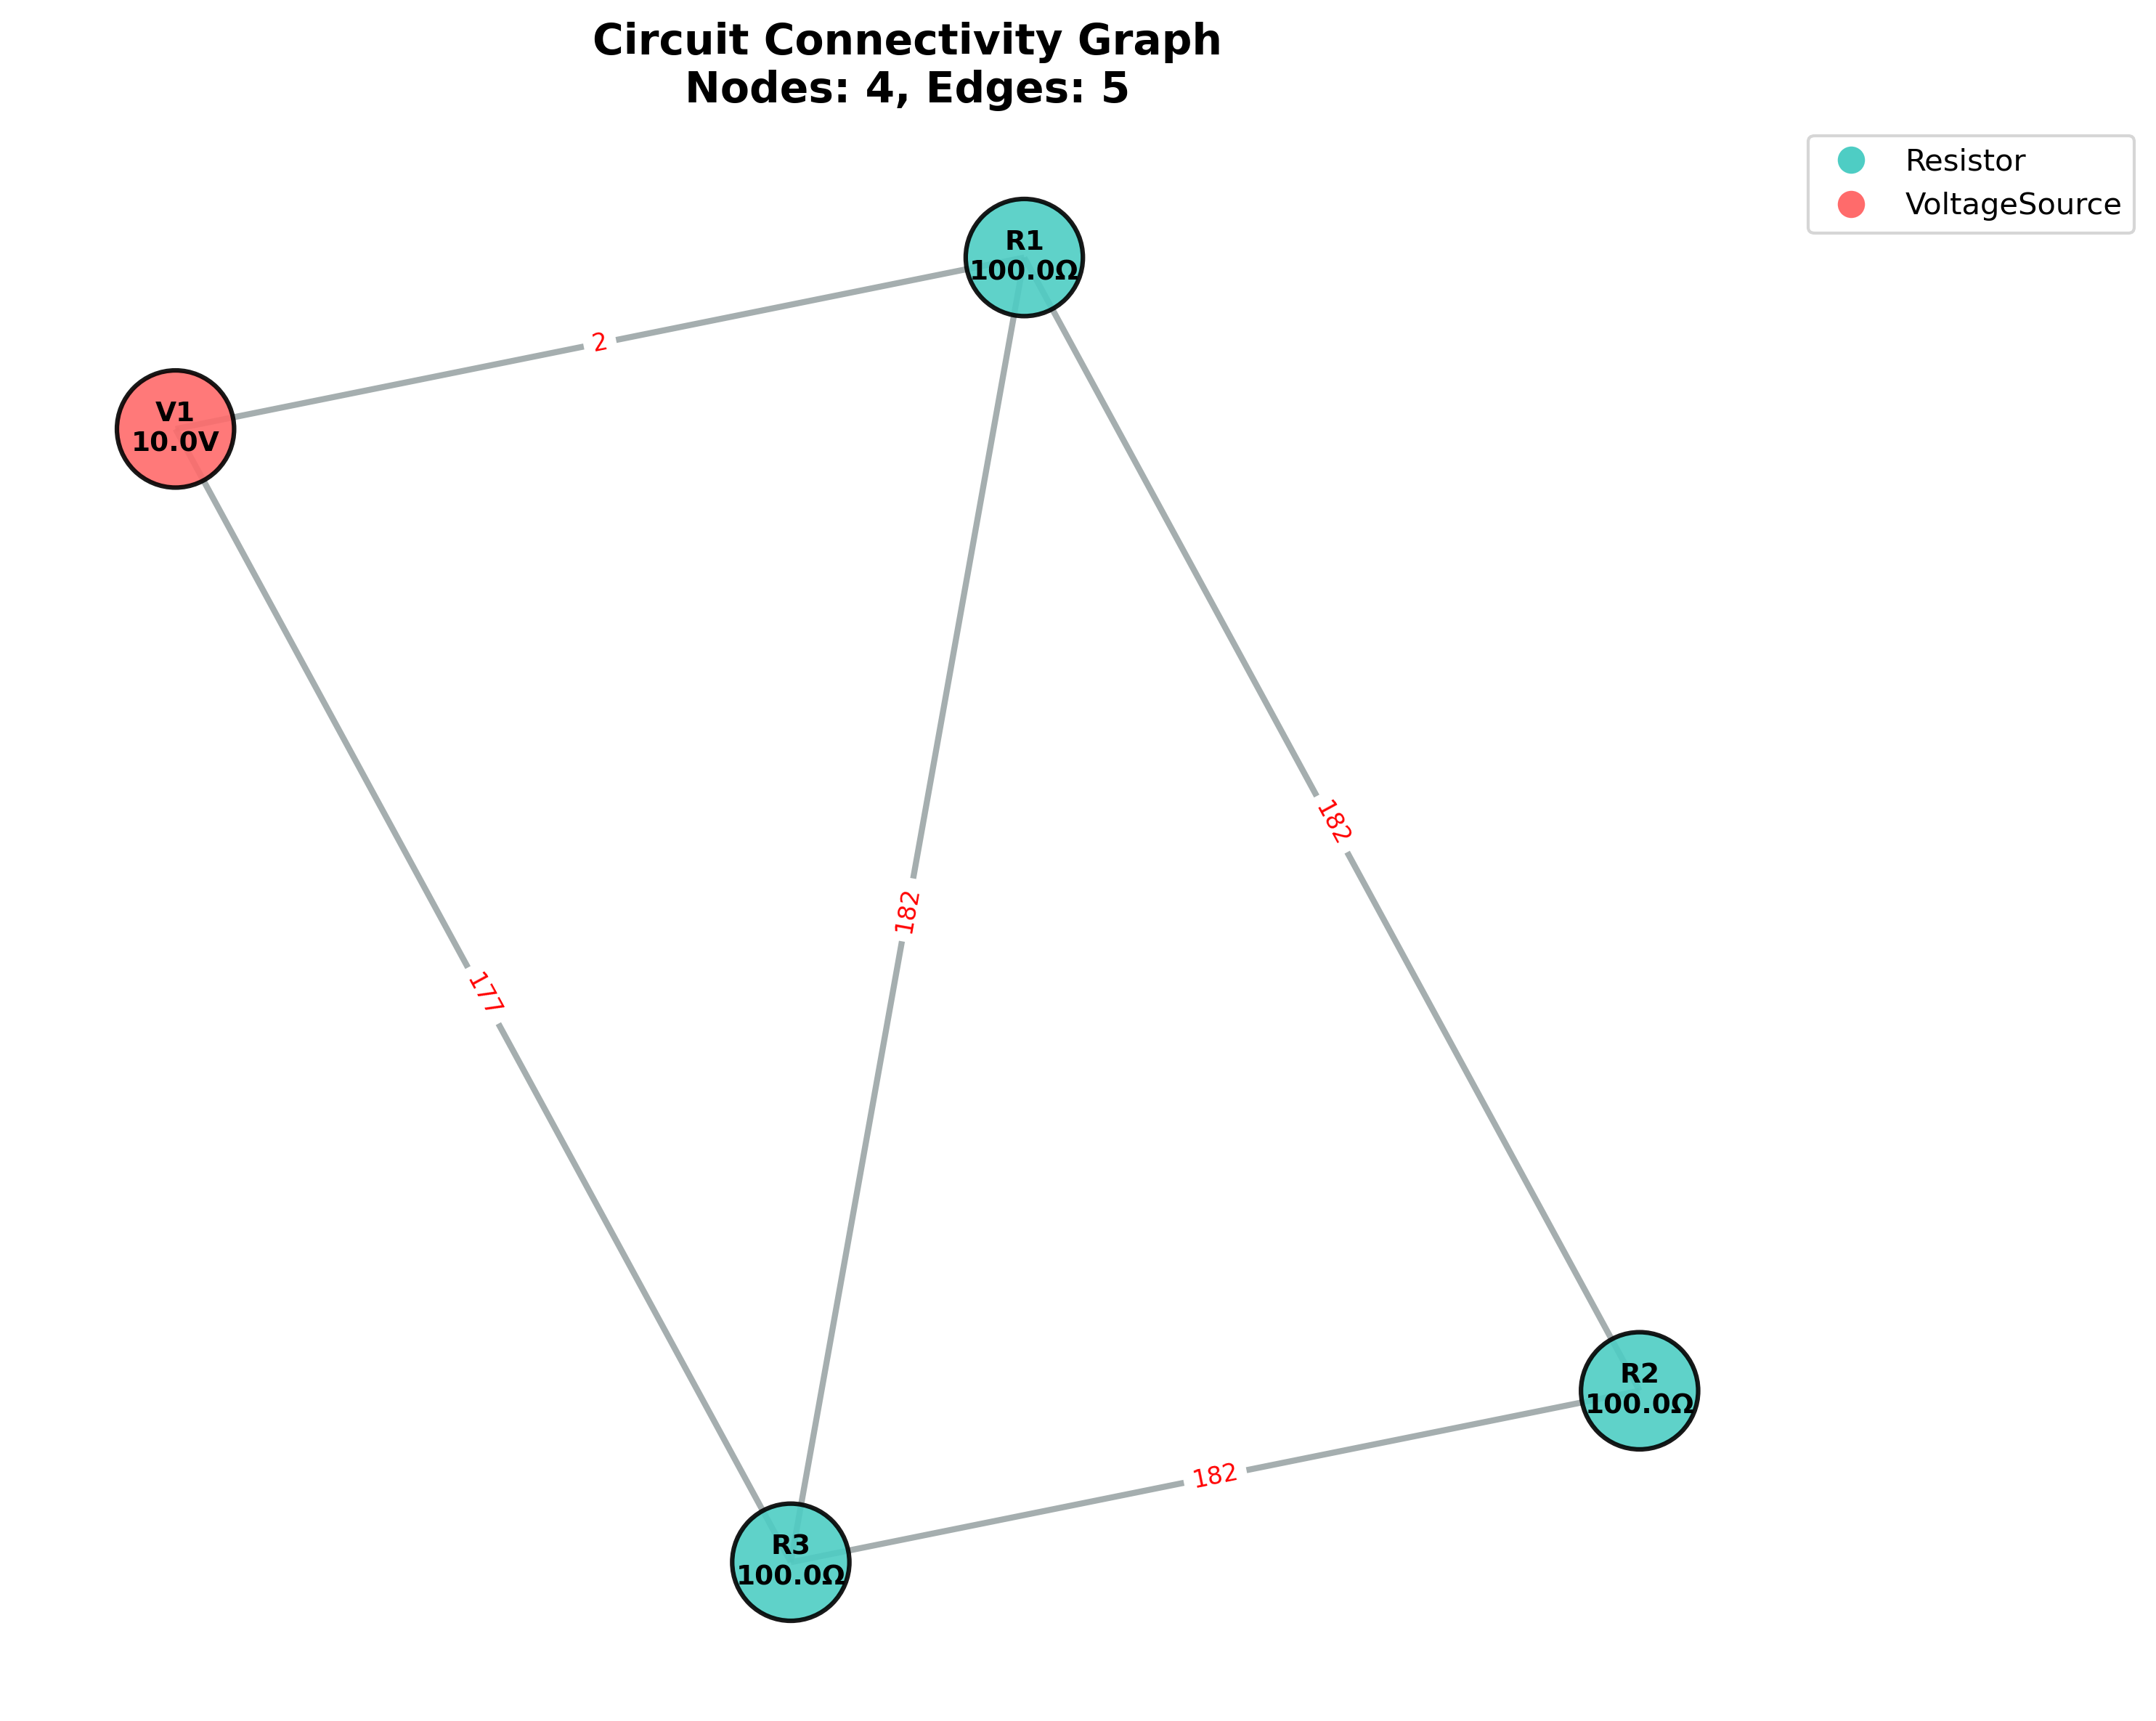 Circuit Connectivity Graph
Nodes: 4, Edges: 5
Resistor
VoltageSource
R1
100.0Ω
2
V1
10.0V
182
182
177
R2
100.0Ω
182
R3
100.0Ω